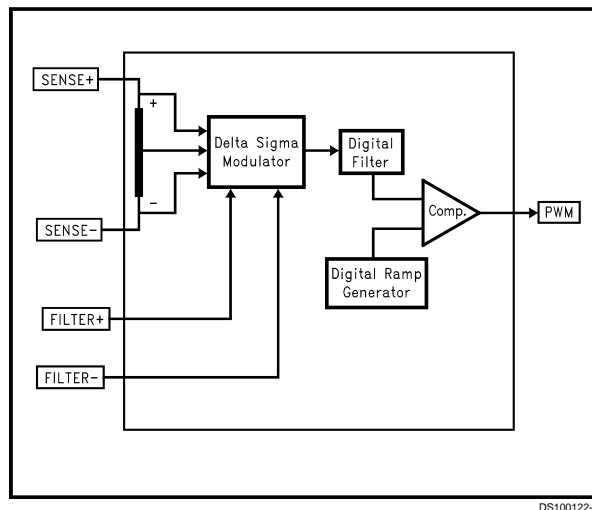 SENSE+
+
Delta Sigma
Modulator
Digital
Filter
Comp.
PWM
-
SENSE-
Digital Ramp
Generator
FILTER+
FILTER-
DS100122-